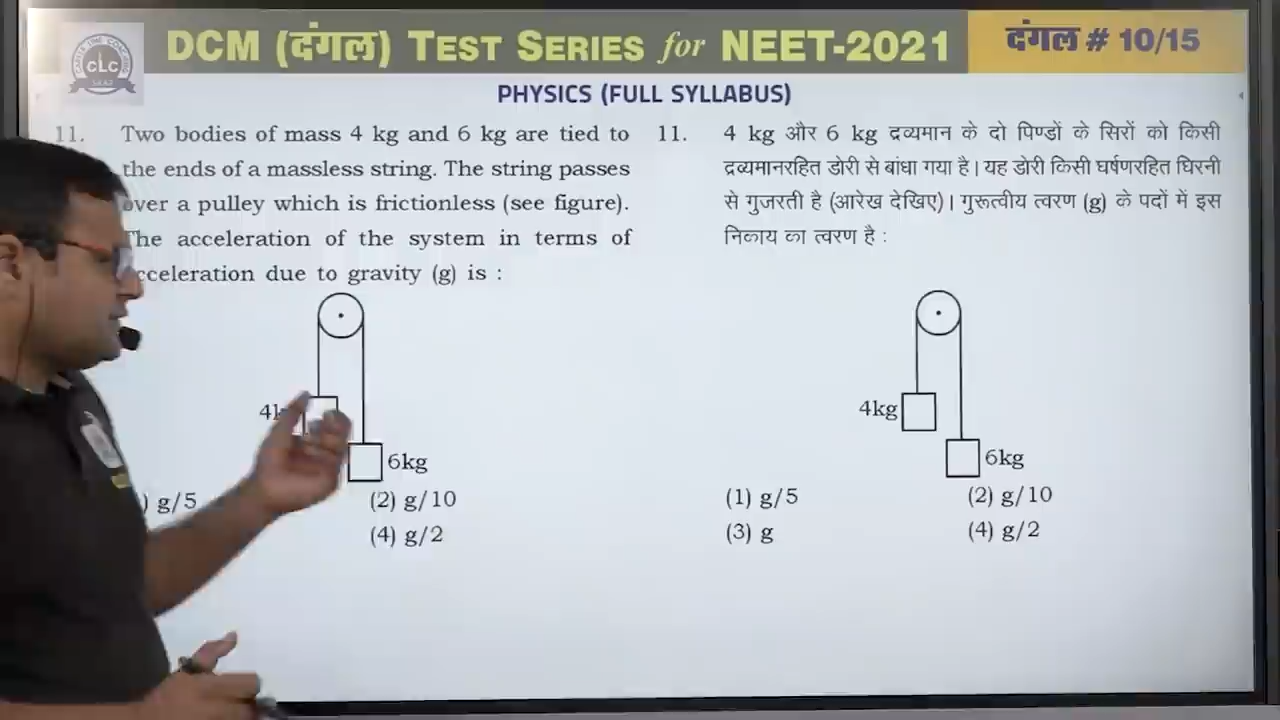 DCM (दंगल) TEST SERIES for NEET-2021
दंगल # 10/15
CLC
PHYSICS (FULL SYLLABUS)
11. Two bodies of mass 4 kg and 6 kg are tied to
the ends of a massless string. The string passes
over a pulley which is frictionless (see figure).
The acceleration of the system in terms of
acceleration due to gravity (g) is :
6kg
g/5
(2) g/10
(4) g/2
11. 4 kg और 6 kg द्रव्यमान के दो पिण्डों के सिरों को किसी
द्रव्यमानरहित डोरी से बांधा गया है। यह डोरी किसी घर्षणरहित घिरनी
से गुजरती है (आरेख देखिए)। गुरूत्वीय त्वरण (g) के पदों में इस
निकाय का त्वरण है :
4kg
6kg
(1) g/5
(2) g/10
(3) g
(4) g/2